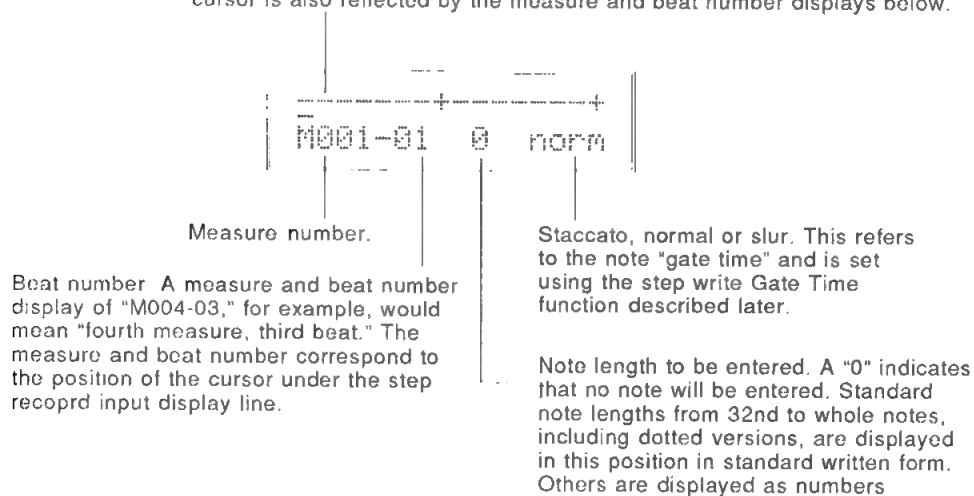 cursor is also reflected by the measure and beat number displays below.
M001-01 0 norm
Measure number.
Beat number A measure and beat number
display of "M004-03," for example, would
mean "fourth measure, third beat." The
measure and beat number correspond to
the position of the cursor under the step
recoprd input display line.
Staccato, normal or slur. This refers
to the note "gate time" and is set
using the step write Gate Time
function described later.
Note length to be entered. A "0" indicates
that no note will be entered. Standard
note lengths from 32nd to whole notes,
including dotted versions, are displayed
in this position in standard written form.
Others are displayed as numbers